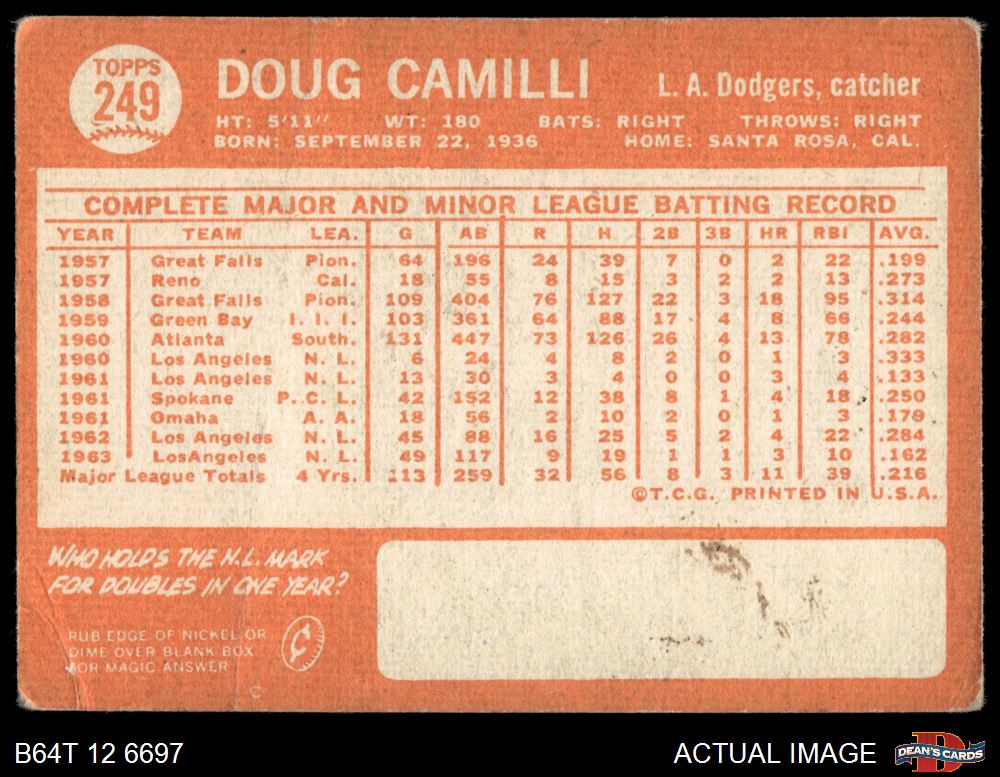 TOPPS
249
DOUG CAMILLI L. A. Dodgers, catcher
HT: 5'11" WT: 180 BATS: RIGHT THROWS: RIGHT
BORN: SEPTEMBER 22, 1936 HOME: SANTA ROSA, CAL.
COMPLETE MAJOR AND MINOR LEAGUE BATTING RECORD
YEAR TEAM LEA. G AB R H 2B 3B HR RBI AVG.
1957 Great Falls Pion. 64 196 24 39 7 0 2 22 .199
1957 Reno Cal. 18 55 8 15 3 2 2 13 .273
1958 Great Falls Pion. 109 404 76 127 22 3 18 95 .314
1959 Green Bay I. I. I. 103 361 64 88 17 4 8 66 .244
1960 Atlanta South. 131 447 73 126 26 4 13 78 .282
1960 Los Angeles N. L. 6 24 4 8 2 0 1 3 .333
1961 Los Angeles N. L. 13 30 3 4 0 0 3 4 .133
1961 Spokane P. C. L. 42 152 12 38 8 1 4 18 .250
1961 Omaha A. A. 18 56 2 10 2 0 1 3 .179
1962 Los Angeles N. L. 45 88 16 25 5 2 4 22 .284
1963 LosAngeles N. L. 49 117 9 19 1 1 3 10 .162
Major League Totals 4 Yrs. 113 259 32 56 8 3 11 39 .216
©T.C.G. PRINTED IN U.S.A.
WHO HOLDS THE N.L. MARK
FOR DOUBLES IN ONE YEAR?
RUB EDGE OF NICKEL OR
DIME OVER BLANK BOX
FOR MAGIC ANSWER
¢
C
B64T 12 6697 ACTUAL IMAGE
D
DEAN'S CARDS